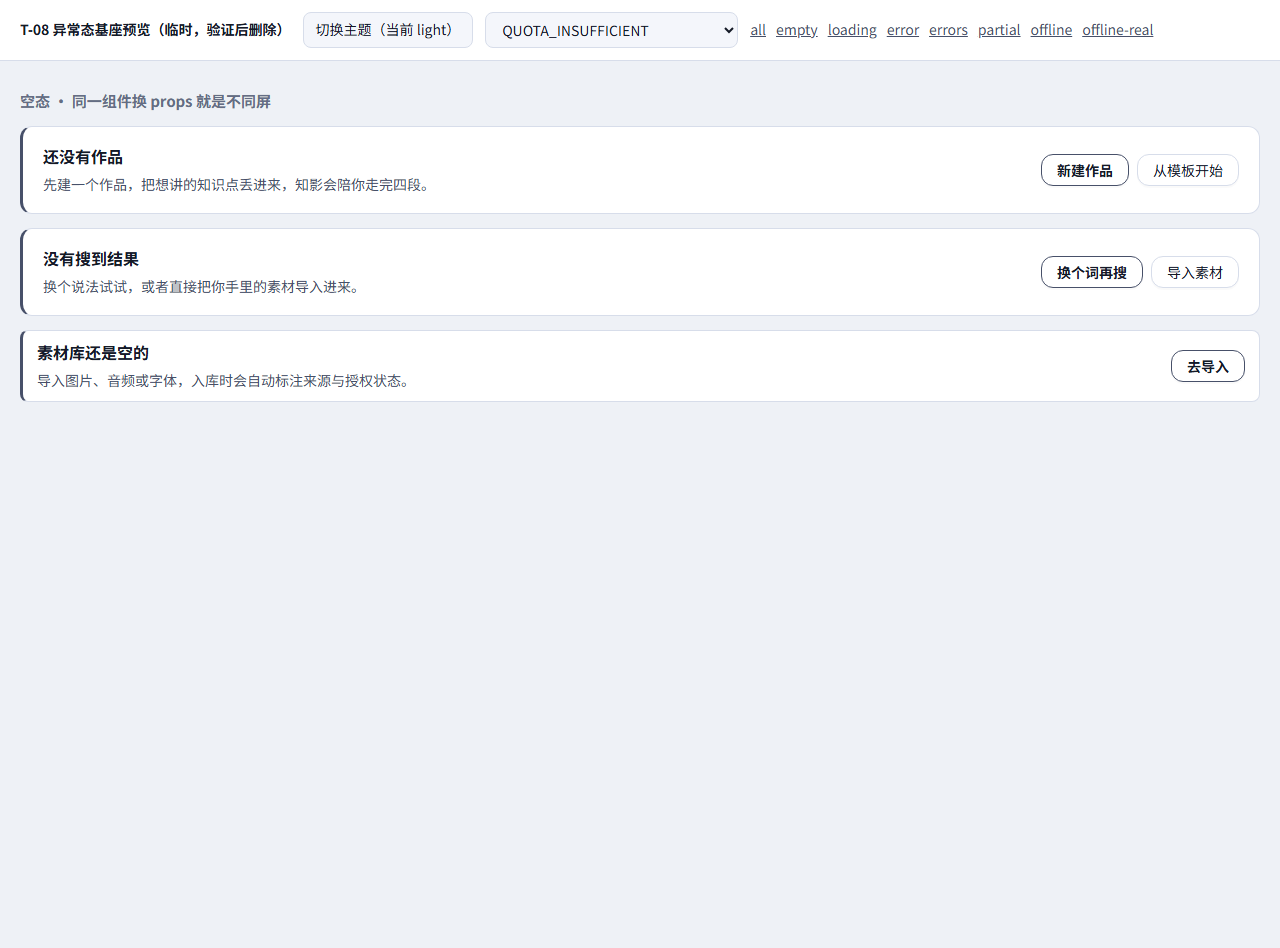 T-08 异常态基座预览（临时，验证后删除） 切换主题（当前 light） QUOTA_INSUFFICIENT all empty loading error errors partial offline offline-real
空态 • 同一组件换 props 就是不同屏
还没有作品
先建一个作品，把想讲的知识点丢进来，知影会陪你走完四段。
新建作品 从模板开始
没有搜到结果
换个说法试试，或者直接把你手里的素材导入进来。
换个词再搜 导入素材
素材库还是空的
导入图片、音频或字体，入库时会自动标注来源与授权状态。
去导入